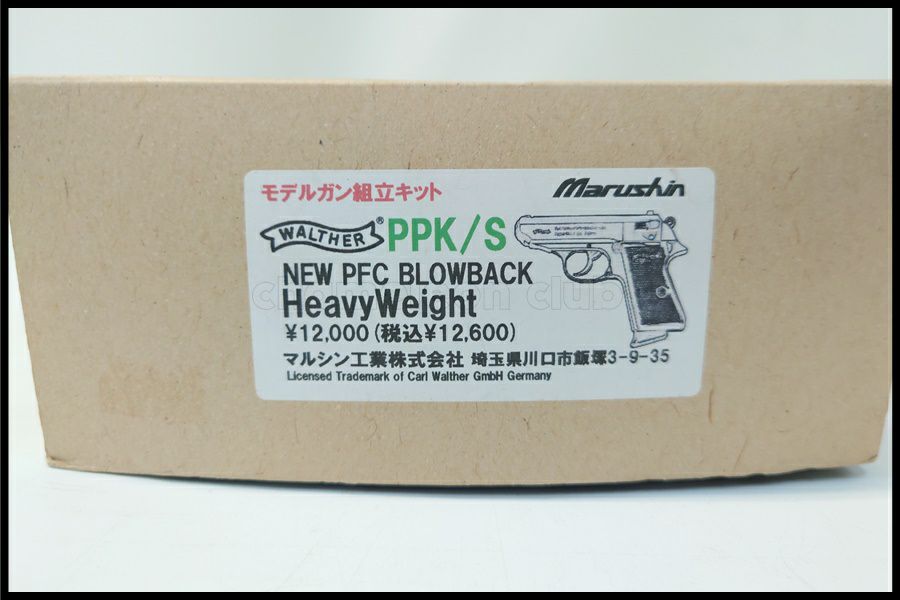 モデルガン組立キット
Marushin
WALTHER®
PPK/S
NEW PFC BLOWBACK
HeavyWeight
¥12,000(税込¥12,600)
マルシン工業株式会社 埼玉県川口市飯塚3-9-35
Licensed Trademark of Carl Walther GmbH Germany